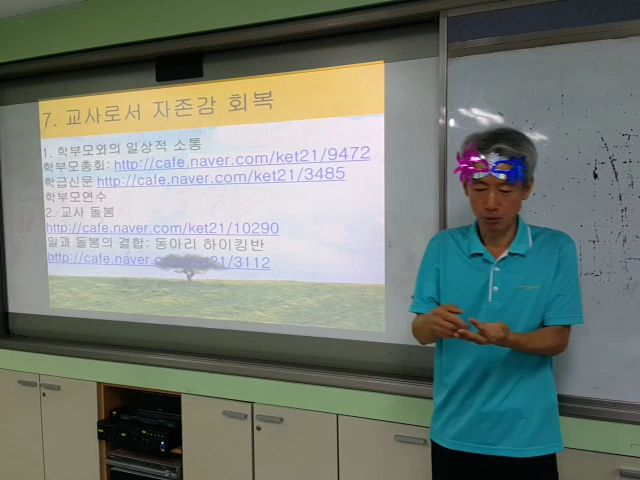 7. 교사로서 자존감 회복
1. 학부모와의 일상적 소통
학부모총회: http://cafe.naver.com/ket21/9472
학급신문 http://cafe.naver.com/ket21/3485
학부모연수
2. 교사 돌봄
http://cafe.naver.com/ket21/10290
일과 돌봄의 결합: 동아리 하이킹반
http://cafe.naver.com/ket21/3112